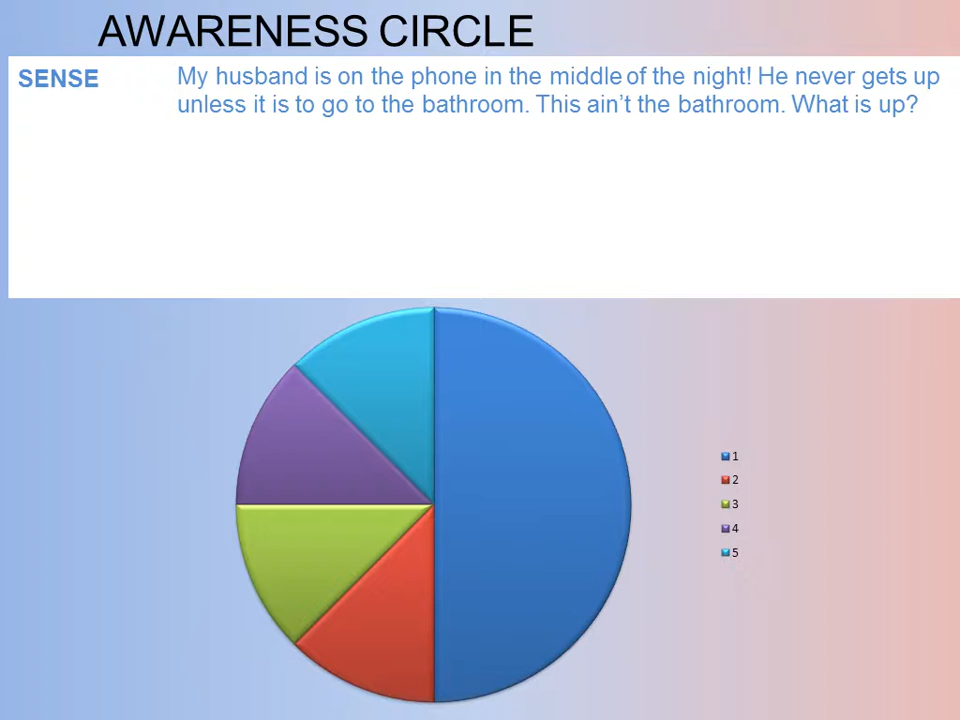 AWARENESS CIRCLE
SENSE
My husband is on the phone in the middle of the night! He never gets up
unless it is to go to the bathroom. This ain’t the bathroom. What is up?
1
2
3
4
5